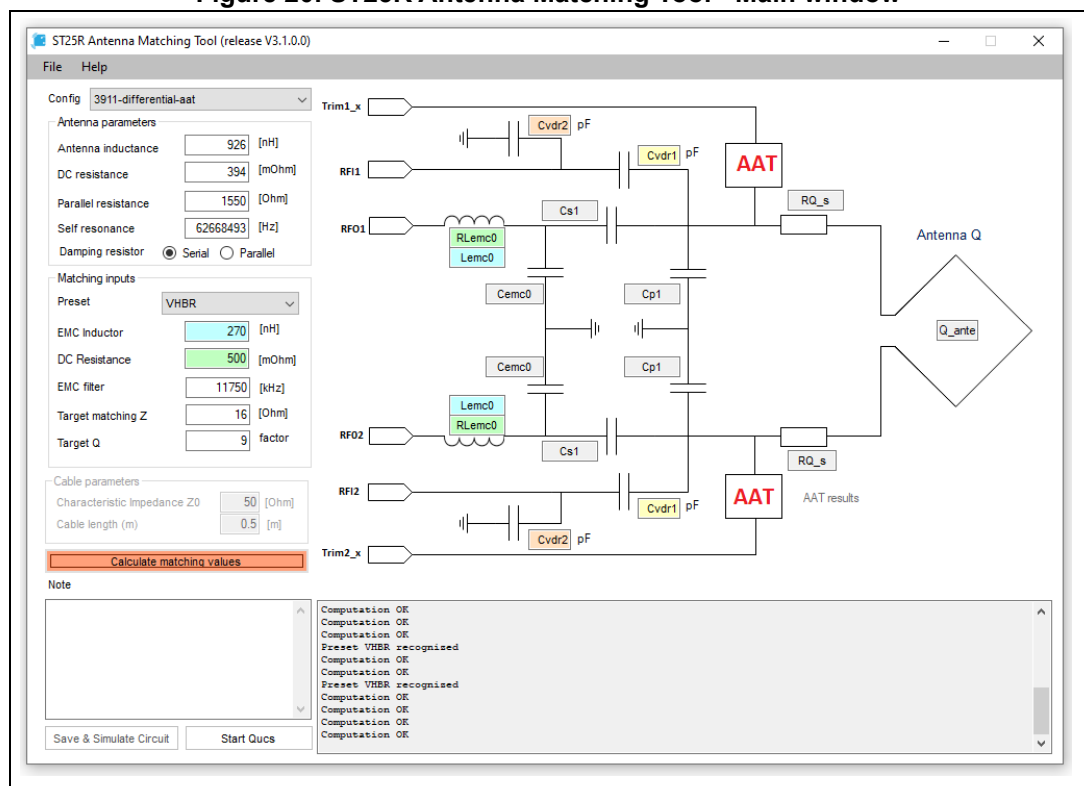 Figure 20. ST25R Antenna Matching Tool - Main window
ST25R Antenna Matching Tool (release V3.1.0.0)
File Help
Config 3911-differential-aat
Antenna parameters
Antenna inductance 926 [nH]
DC resistance 394 [mOhm]
Parallel resistance 1550 [Ohm]
Self resonance 62668493 [Hz]
Damping resistor Serial Parallel
Matching inputs
Preset VHBR
EMC Inductor 270 [nH]
DC Resistance 500 [mOhm]
EMC filter 11750 [kHz]
Target matching Z 16 [Ohm]
Target Q 9 factor
Cable parameters
Characteristic Impedance Z0 50 [Ohm]
Cable length (m) 0.5 [m]
Calculate matching values
Note
Save & Simulate Circuit Start Qucs
Trim1_x
Cvdr2 pF
Cvdr1 pF
RFI1
AAT
RQ_s
Cs1
RFO1
RLemc0
Lemc0
Antenna Q
Cemc0 Cp1
Q_ante
Cemc0 Cp1
Lemc0
RLemc0
RFO2
Cs1
RQ_s
RFI2
Cvdr1 pF
AAT
AAT results
Cvdr2 pF
Trim2_x
Computation OK
Computation OK
Computation OK
Preset VHBR recognized
Computation OK
Computation OK
Preset VHBR recognized
Computation OK
Computation OK
Computation OK
Computation OK